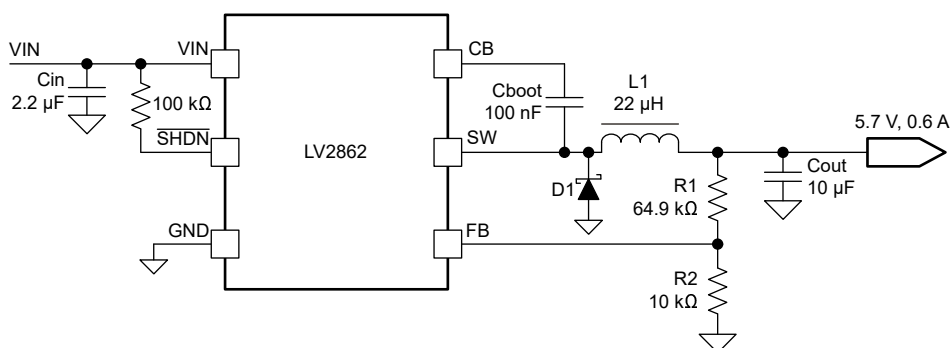 VIN
Cin
2.2 µF
100 kΩ
VIN
SHDN
GND
LV2862
CB
SW
FB
Cboot
100 nF
D1
L1
22 µH
R1
64.9 kΩ
R2
10 kΩ
Cout
10 µF
5.7 V, 0.6 A